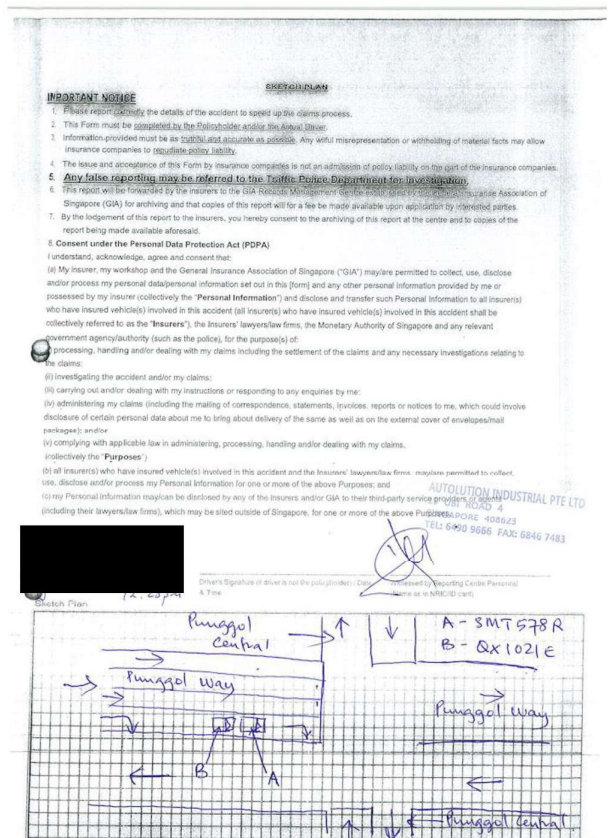 SKETCH PLAN
IMPORTANT NOTICE
1. Please report correctly the details of the accident to speed up the claims process.
2. This Form must be completed by the Policyholder and/or the Actual Driver.
3. Information provided must be as truthful and accurate as possible. Any wilful misrepresentation or withholding of material facts may allow
insurance companies to repudiate policy liability.
4. The issue and acceptance of this Form by insurance companies is not an admission of policy liability on the part of the insurance companies.
5. Any false reporting may be referred to the Traffic Police Department for investigation.
6. This report will be forwarded by the insurers to the GIA Records Management Centre established by the General Insurance Association of
Singapore (GIA) for archiving and that copies of this report will for a fee be made available upon application by interested parties.
7. By the lodgement of this report to the insurers, you hereby consent to the archiving of this report at the centre and to copies of the
report being made available aforesaid.
8. Consent under the Personal Data Protection Act (PDPA)
I understand, acknowledge, agree and consent that:
(a) My insurer, my workshop and the General Insurance Association of Singapore ("GIA") may/are permitted to collect, use, disclose
and/or process my personal data/personal information set out in this [form] and any other personal information provided by me or
possessed by my insurer (collectively the "Personal Information") and disclose and transfer such Personal Information to all insurer(s)
who have insured vehicle(s) involved in this accident (all insurer(s) who have insured vehicle(s) involved in this accident shall be
collectively referred to as the "Insurers"), the Insurers' lawyers/law firms, the Monetary Authority of Singapore and any relevant
government agency/authority (such as the police), for the purpose(s) of:
processing, handling and/or dealing with my claims including the settlement of the claims and any necessary investigations relating to
the claims;
(ii) investigating the accident and/or my claims;
(iii) carrying out and/or dealing with my instructions or responding to any enquiries by me;
(iv) administering my claims (including the mailing of correspondence, statements, invoices, reports or notices to me, which could involve
disclosure of certain personal data about me to bring about delivery of the same as well as on the external cover of envelopes/mail
packages); and/or
(v) complying with applicable law in administering, processing, handling and/or dealing with my claims.
(collectively the "Purposes")
(b) all insurer(s) who have insured vehicle(s) involved in this accident and the Insurers' lawyers/law firms, may/are permitted to collect,
use, disclose and/or process my Personal Information for one or more of the above Purposes; and
(c) my Personal Information may/can be disclosed by any of the Insurers and/or GIA to their third-party service providers or agents
(including their lawyers/law firms), which may be sited outside of Singapore, for one or more of the above Purposes.
AUTOLUTION INDUSTRIAL PTE LTD
UBI ROAD 4
SINGAPORE 408623
TEL: 6490 9666 FAX: 6846 7483
Driver's Signature (if driver is not the policyholder) / Date
& Time
Witnessed by Reporting Centre Personnel
(Name as in NRIC/ID card)
Sketch Plan
Punggol
Central
A - SMT578R
B - QX1021E
Punggol Way
Punggol Way
B
A
Punggol Central